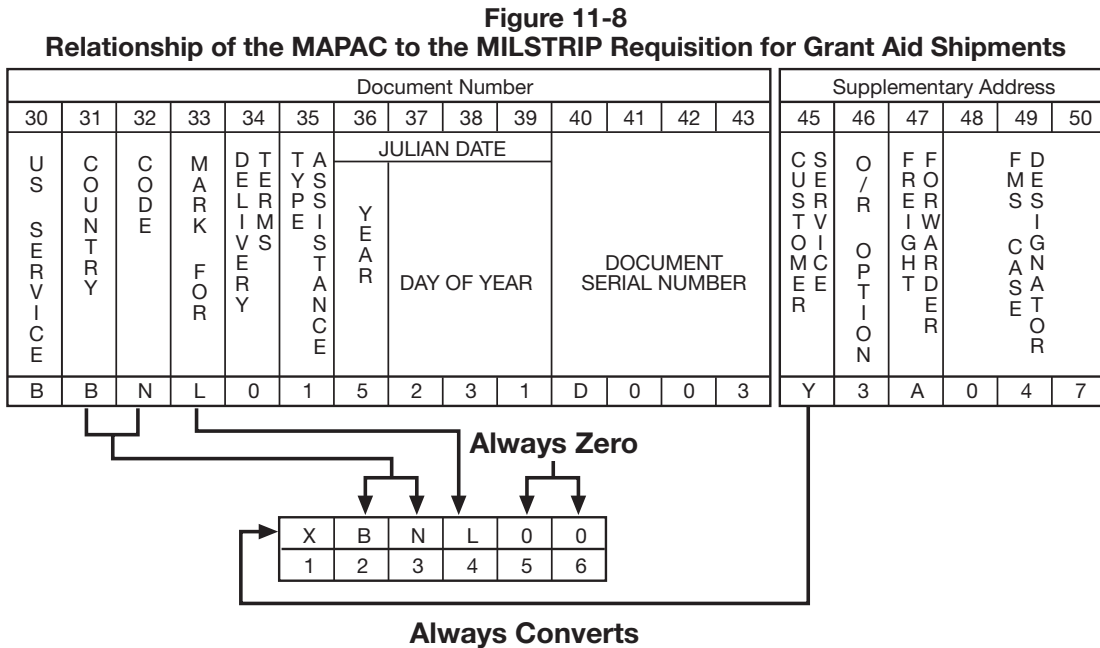 Figure 11-8
Relationship of the MAPAC to the MILSTRIP Requisition for Grant Aid Shipments
Document Number
Supplementary Address
30 31 32 33 34 35 36 37 38 39 40 41 42 43 45 46 47 48 49 50
US SERVICE
COUNTRY
CODE
MARK FOR
DELIVERY
TERMS
TYPE
ASSISTANCE
JULIAN DATE
YEAR
DAY OF YEAR
DOCUMENT
SERIAL NUMBER
CUSTOMER
SERVICE
O/R OPTION
FREIGHT
FORWARDER
FMS CASE
DESIGNATOR
B B N L 0 1 5 2 3 1 D 0 0 3 Y 3 A 0 4 7
Always Zero
X B N L 0 0
1 2 3 4 5 6
Always Converts